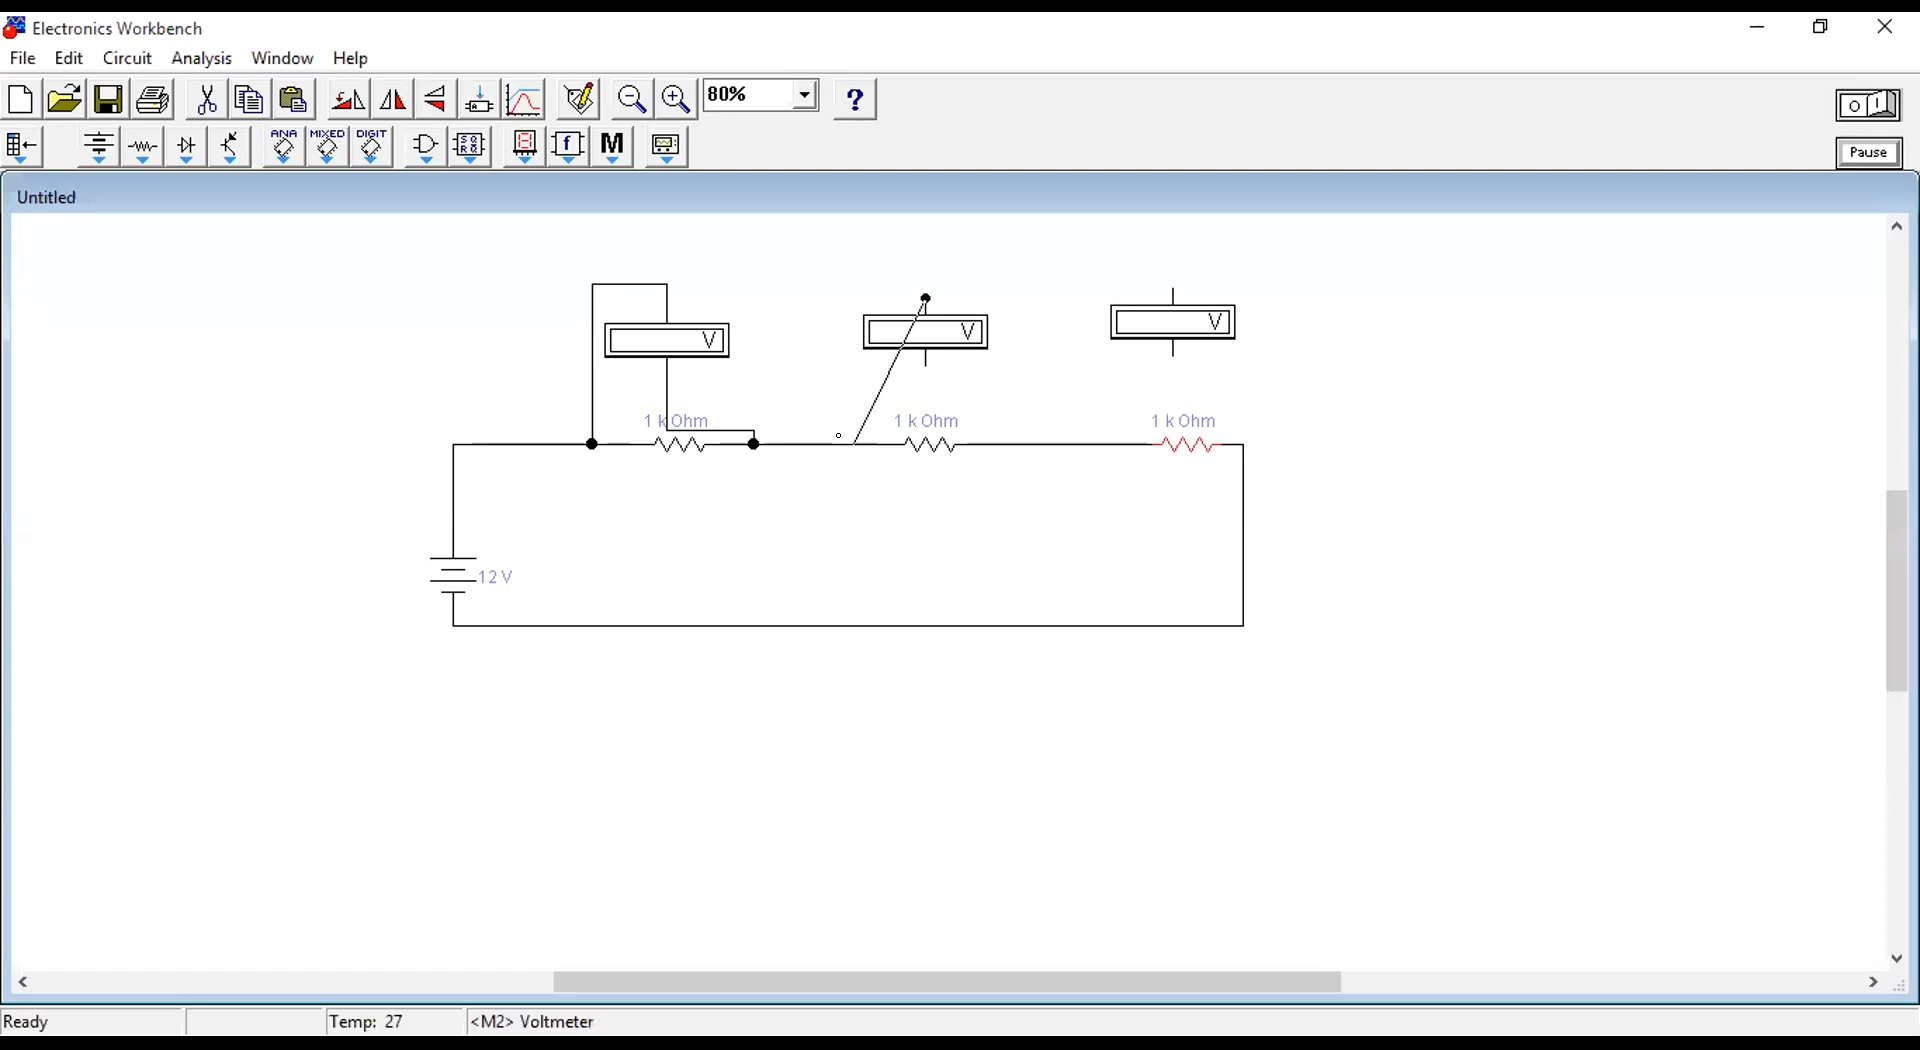 Electronics Workbench
File Edit Circuit Analysis Window Help
80% ?
ANA MIXED DIGIT f M
Pause
Untitled
V V V
1 k Ohm 1 k Ohm 1 k Ohm
12 V
Ready Temp: 27 <M2> Voltmeter